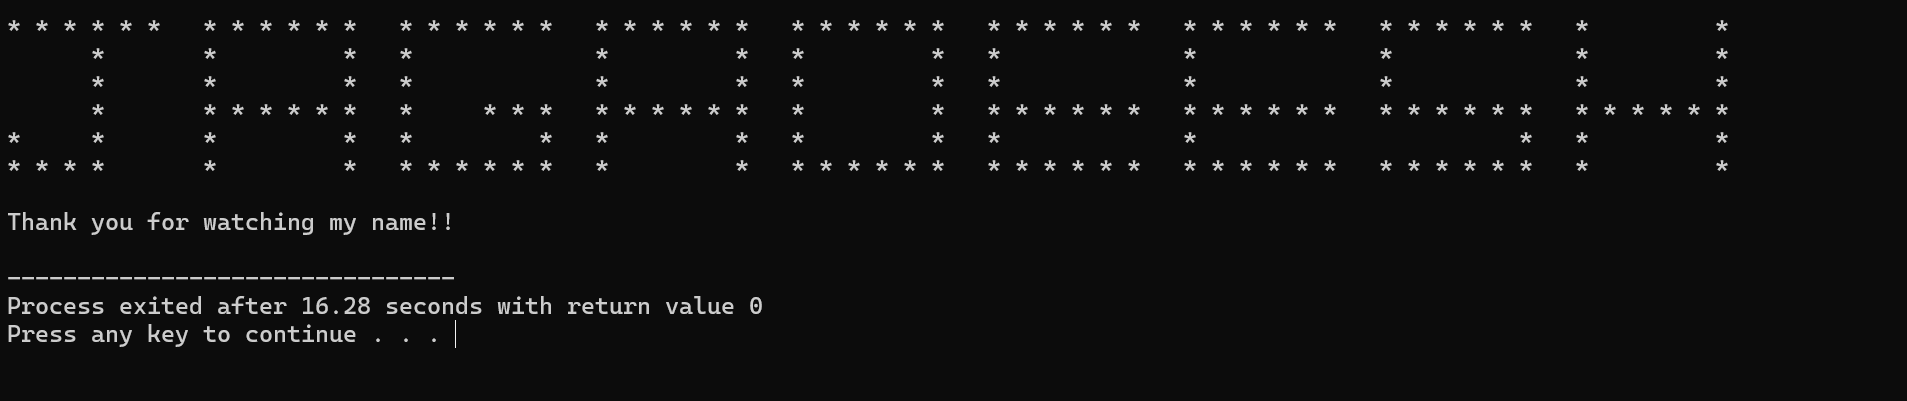 JAGADEESH
Thank you for watching my name!!
--------------------------------
Process exited after 16.28 seconds with return value 0
Press any key to continue . . .